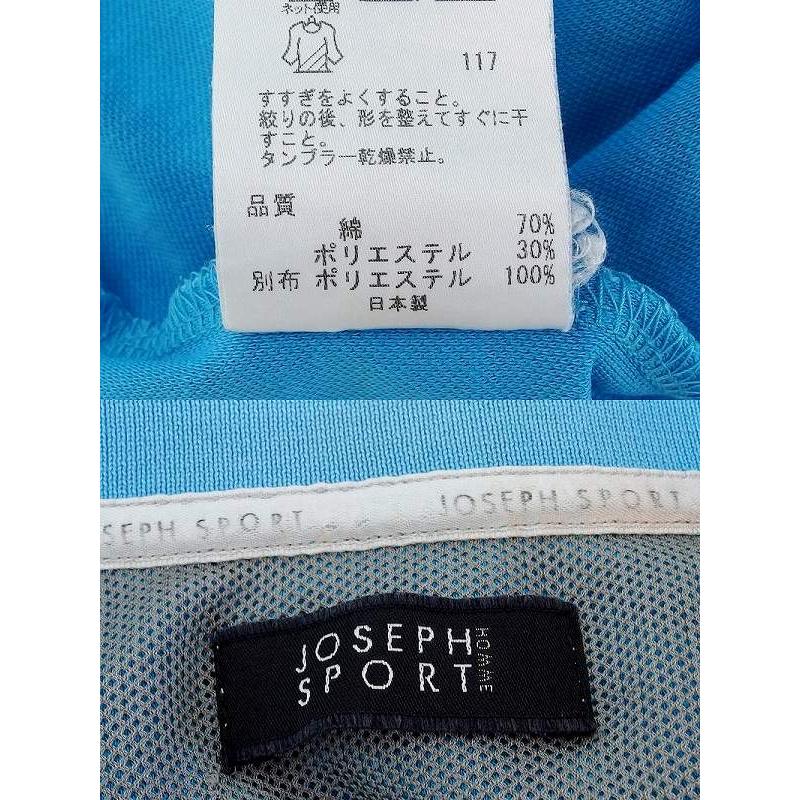 ネット使用
117
すすぎをよくすること。
絞りの後、形を整えてすぐに干
すこと。
タンブラー乾燥禁止。
品質
綿 70%
ポリエステル 30%
別布 ポリエステル 100%
日本製
SEPH SPORT JOSEPH SPORT
JOSEPH
SPORT
HOMME